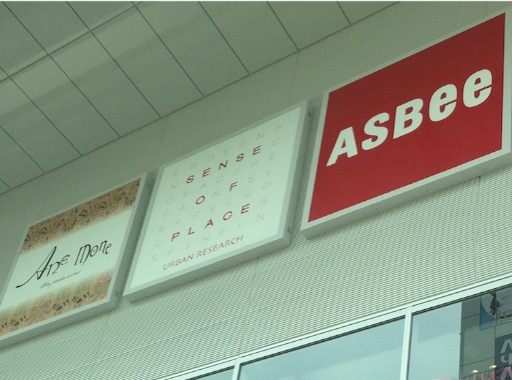 Ane Mone
SENSE
OF
PLACE
URBAN RESEARCH
ASBee